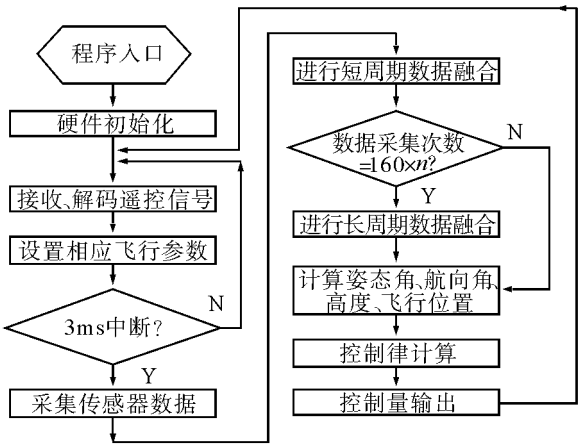 程序入口
硬件初始化
接收、解码遥控信号
设置相应飞行参数
3ms中断?
N
Y
采集传感器数据
进行短周期数据融合
数据采集次数
=160×n?
N
Y
进行长周期数据融合
计算姿态角、航向角、
高度、飞行位置
控制律计算
控制量输出